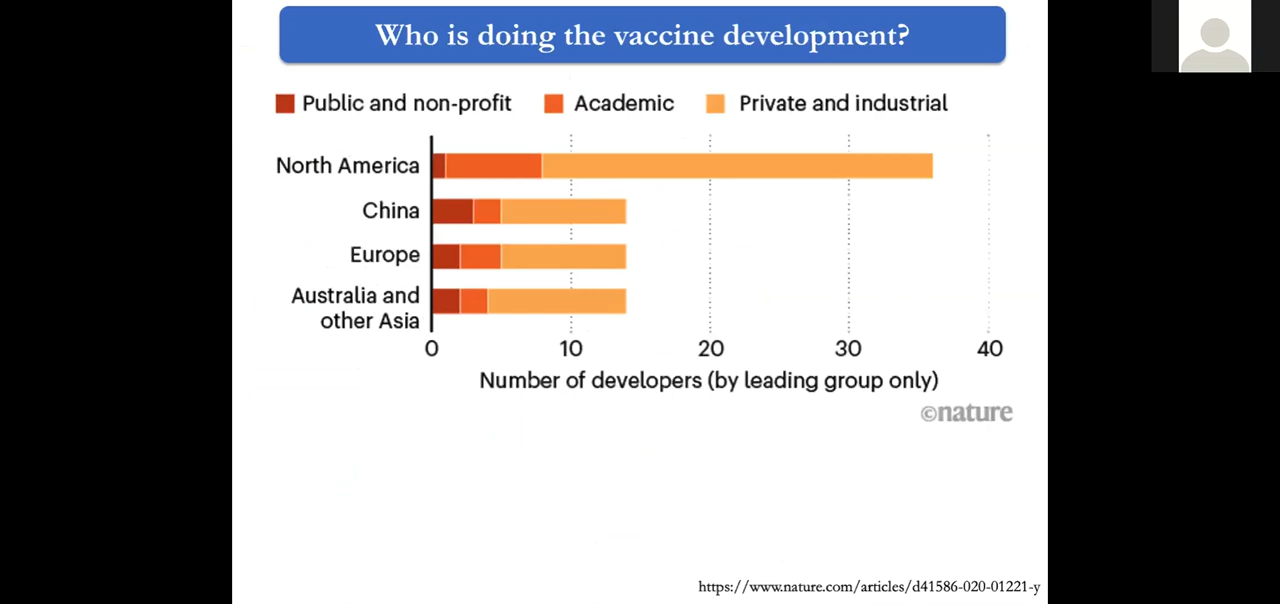 Who is doing the vaccine development?
Public and non-profit Academic Private and industrial
North America
China
Europe
Australia and
other Asia
0 10 20 30 40
Number of developers (by leading group only)
©nature
https://www.nature.com/articles/d41586-020-01221-y